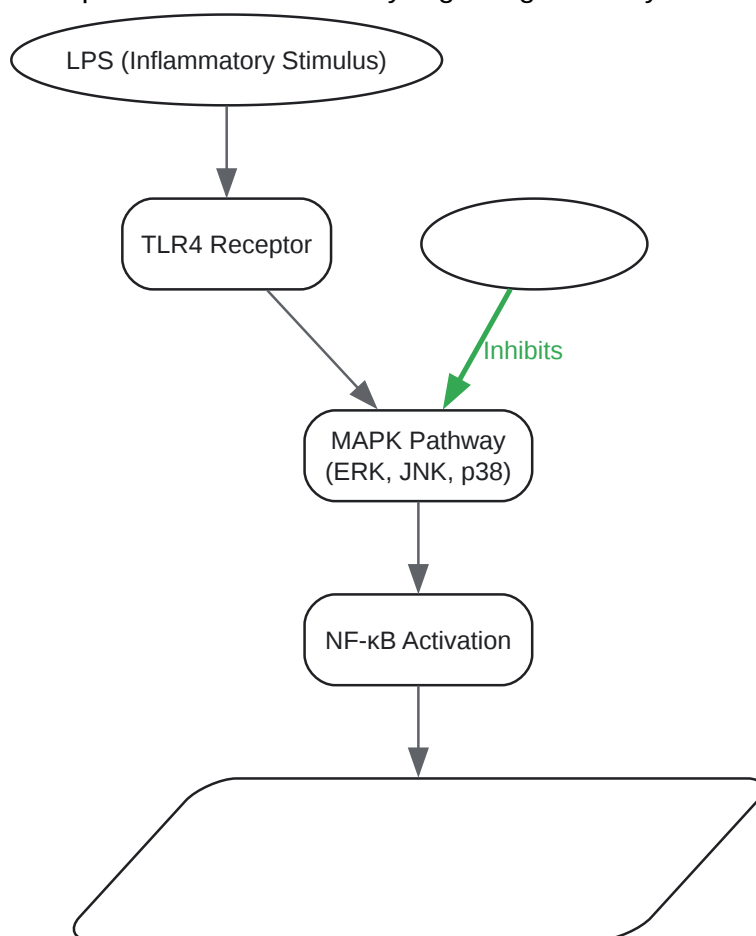 LPS (Inflammatory Stimulus)
TLR4 Receptor
Inhibits
MAPK Pathway
(ERK, JNK, p38)
NF-κB Activation